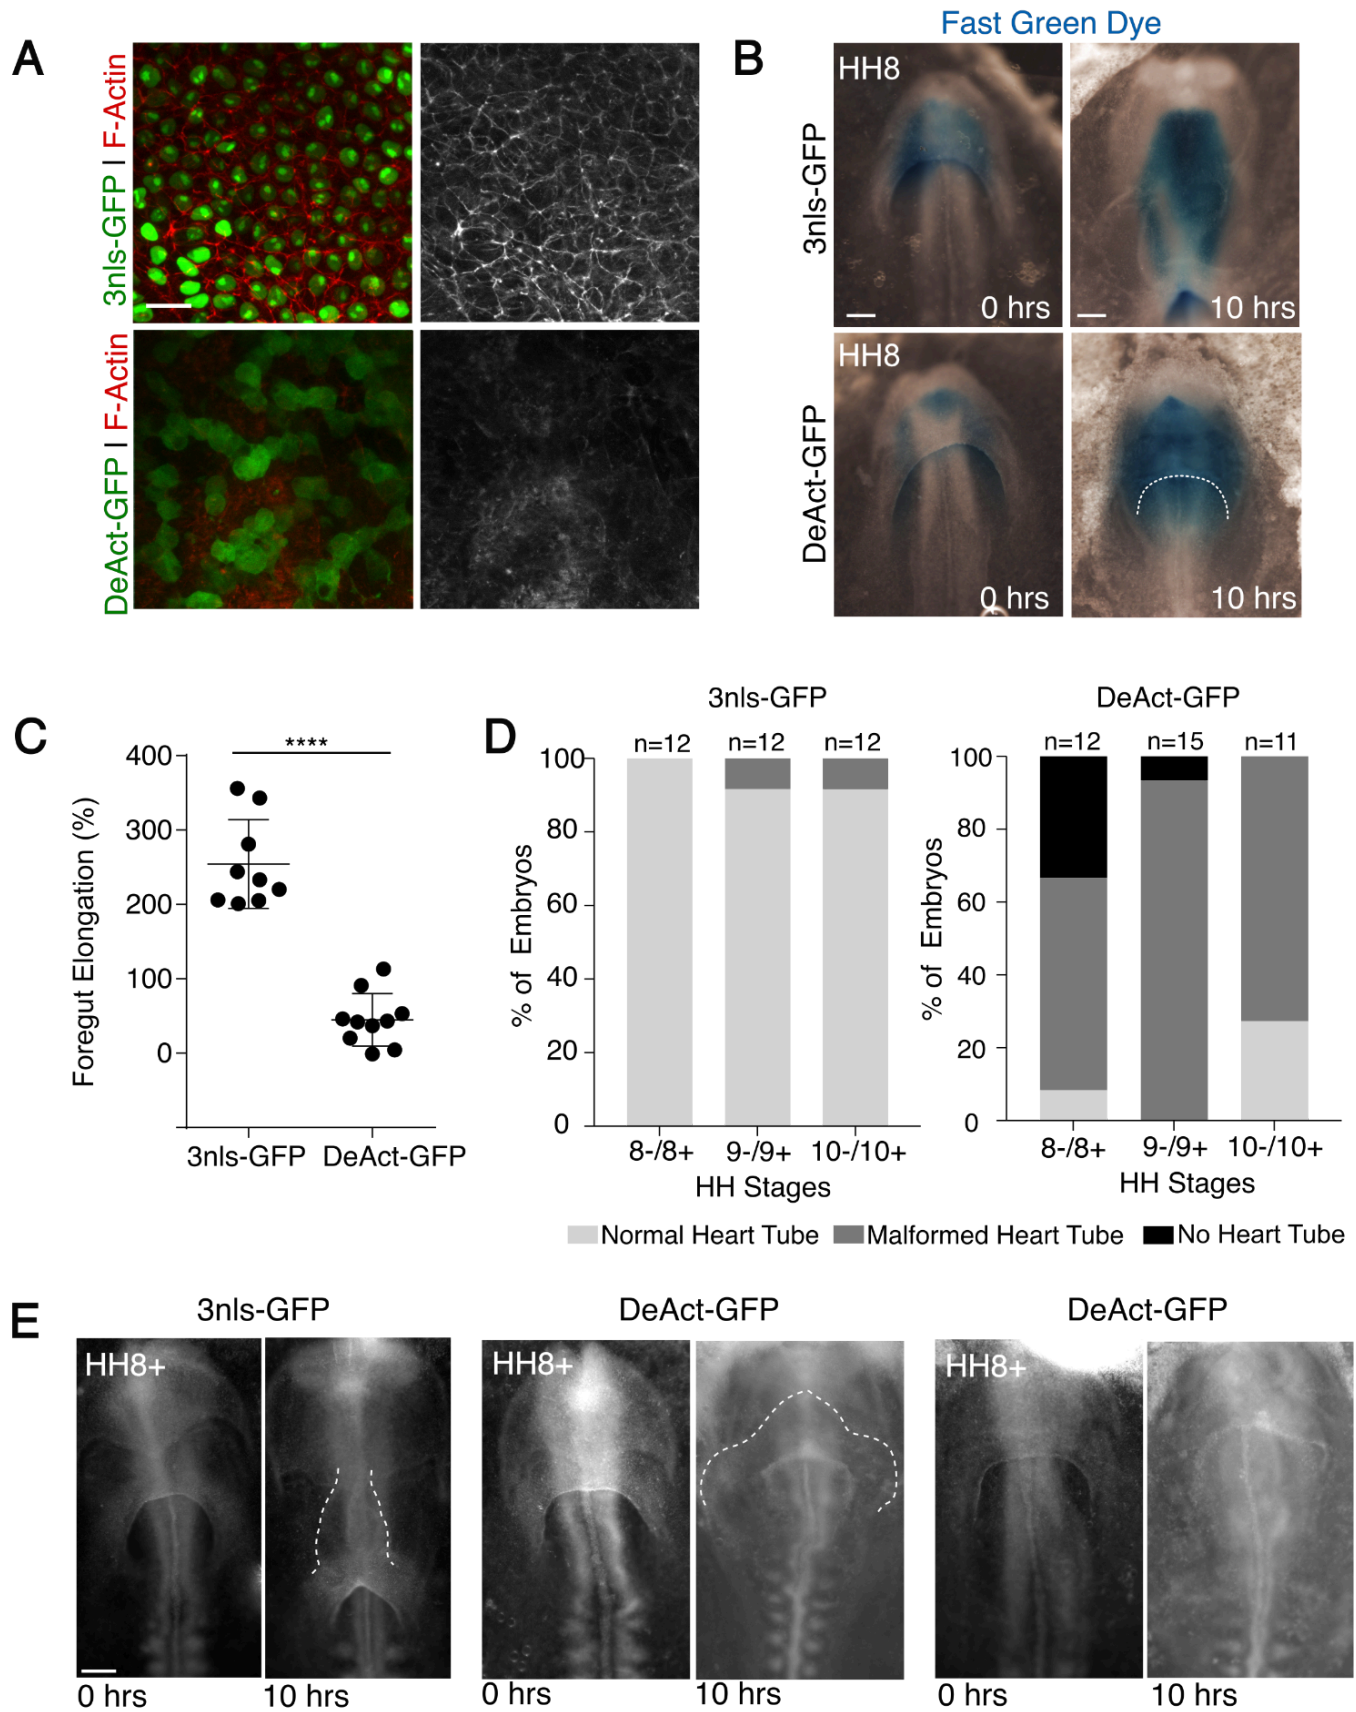 A
3nls-GFP | F-Actin
DeAct-GFP | F-Actin
B
Fast Green Dye
3nls-GFP
HH8
0 hrs
10 hrs
DeAct-GFP
HH8
0 hrs
10 hrs
C
Foregut Elongation (%)
400
300
200
100
0
****
3nls-GFP
DeAct-GFP
D
3nls-GFP
n=12
n=12
n=12
% of Embryos
100
80
60
40
20
0
8-/8+
9-/9+
10-/10+
HH Stages
DeAct-GFP
n=12
n=15
n=11
% of Embryos
100
80
60
40
20
0
8-/8+
9-/9+
10-/10+
HH Stages
Normal Heart Tube
Malformed Heart Tube
No Heart Tube
E
3nls-GFP
HH8+
0 hrs
10 hrs
DeAct-GFP
HH8+
0 hrs
10 hrs
DeAct-GFP
HH8+
0 hrs
10 hrs